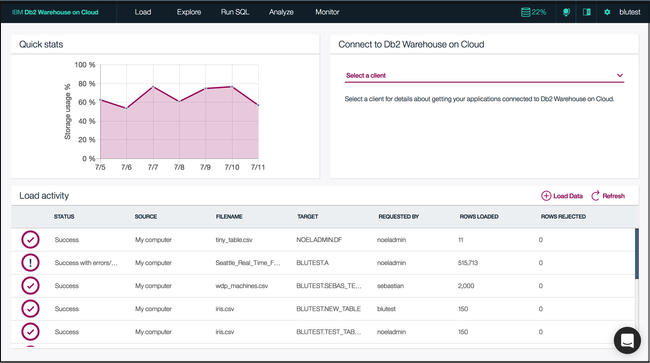 IBM Db2 Warehouse on Cloud Load Explore Run SQL Analyze Monitor 22% blutest
Quick stats
100 %
80 %
60 %
40 %
20 %
0 %
Storage usage %
7/5 7/6 7/7 7/8 7/9 7/10 7/11
Connect to Db2 Warehouse on Cloud
Select a client
Select a client for details about getting your applications connected to Db2 Warehouse on Cloud.
Load activity Load Data Refresh
STATUS SOURCE FILENAME TARGET REQUESTED BY ROWS LOADED ROWS REJECTED
Success My computer tiny_table.csv NOELADMIN.DF noeladmin 11 0
Success with errors/... My computer Seattle_Real_Time_F... BLUTEST.A noeladmin 515,713 0
Success My computer wdp_machines.csv BLUTEST.SEBAS_TE... sebastian 2,000 0
Success My computer iris.csv BLUTEST.NEW_TABLE blutest 150 0
Success My computer iris.csv BLUTEST.TEST_TAB... noeladmin 150 0